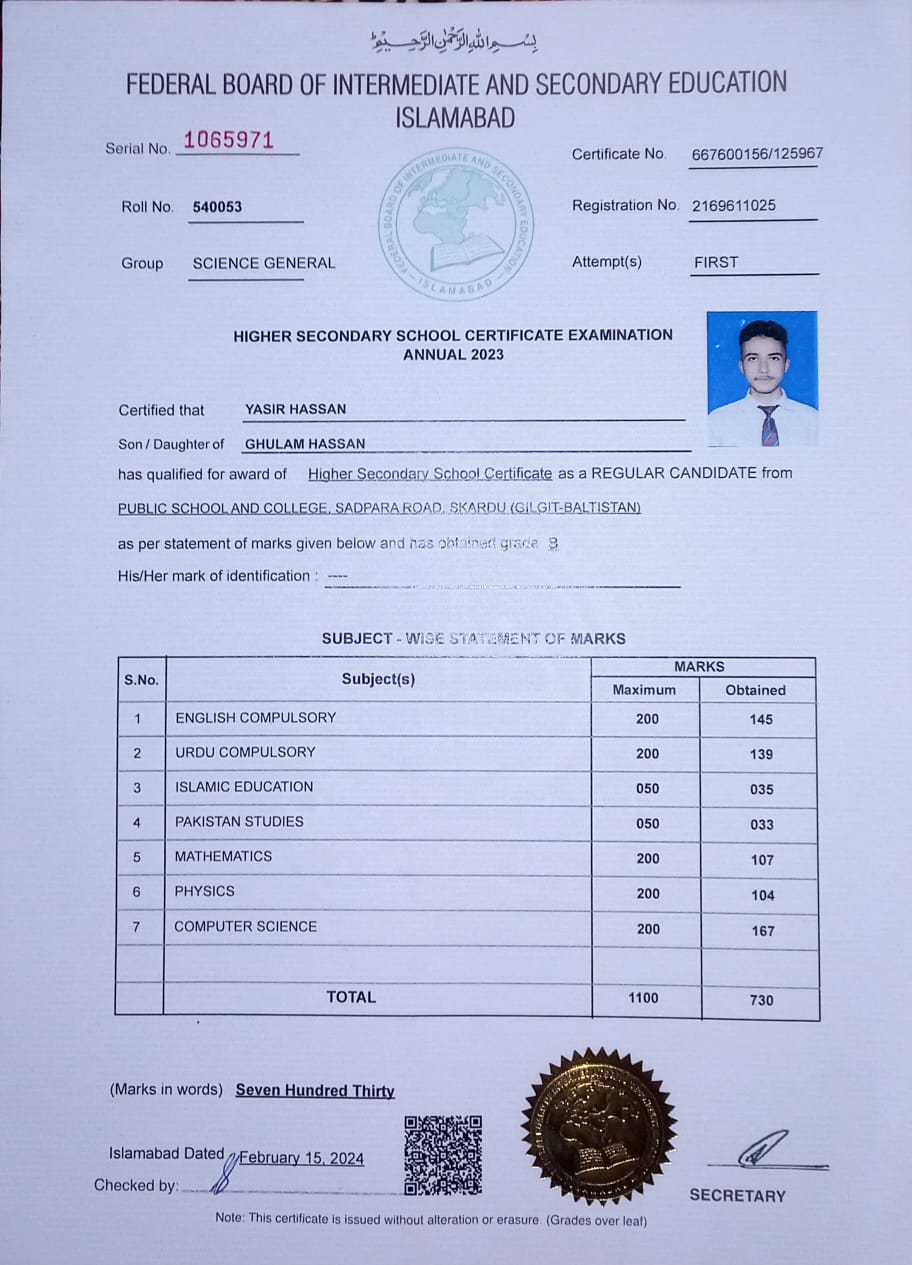 بِسْمِ اللهِ الرَّحْمٰنِ الرَّحِيْمِ
FEDERAL BOARD OF INTERMEDIATE AND SECONDARY EDUCATION
ISLAMABAD
Serial No. 1065971
Certificate No. 667600156/125967
FEDERAL BOARD OF INTERMEDIATE AND SECONDARY EDUCATION
ISLAMABAD
Roll No. 540053
Registration No. 2169611025
Group SCIENCE GENERAL
Attempt(s) FIRST
HIGHER SECONDARY SCHOOL CERTIFICATE EXAMINATION
ANNUAL 2023
Certified that YASIR HASSAN
Son / Daughter of GHULAM HASSAN
has qualified for award of Higher Secondary School Certificate as a REGULAR CANDIDATE from
PUBLIC SCHOOL AND COLLEGE, SADPARA ROAD, SKARDU (GILGIT-BALTISTAN)
as per statement of marks given below and has obtained grade B
His/Her mark of identification : ----
SUBJECT - WISE STATEMENT OF MARKS
S.No. Subject(s) MARKS
Maximum Obtained
1 ENGLISH COMPULSORY 200 145
2 URDU COMPULSORY 200 139
3 ISLAMIC EDUCATION 050 035
4 PAKISTAN STUDIES 050 033
5 MATHEMATICS 200 107
6 PHYSICS 200 104
7 COMPUTER SCIENCE 200 167
TOTAL 1100 730
(Marks in words) Seven Hundred Thirty
Islamabad Dated February 15, 2024
Checked by:
SECRETARY
Note: This certificate is issued without alteration or erasure. (Grades over leaf)